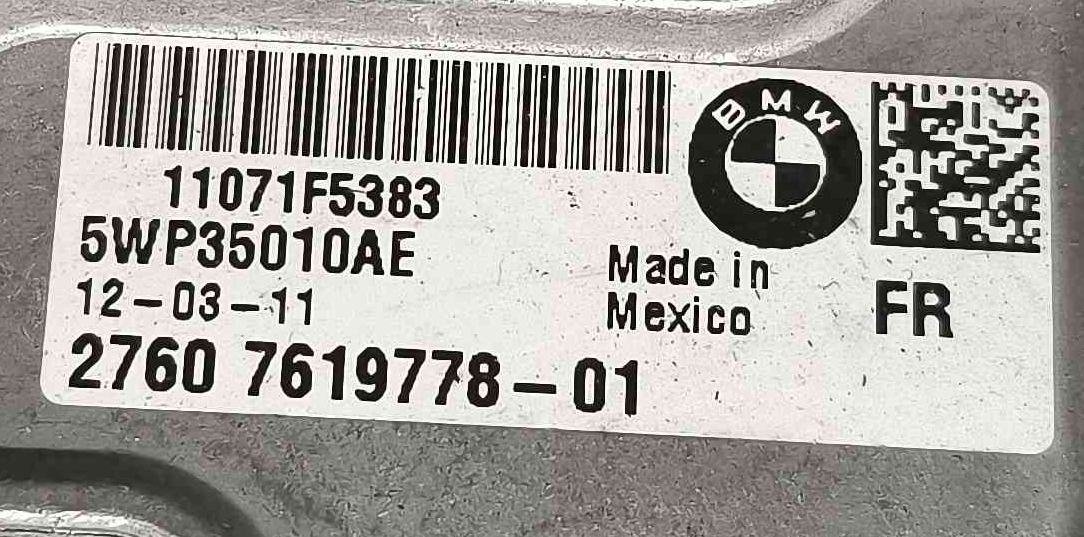 BMW
11071F5383
5WP35010AE
12-03-11
Made in
Mexico
FR
2760 7619778-01